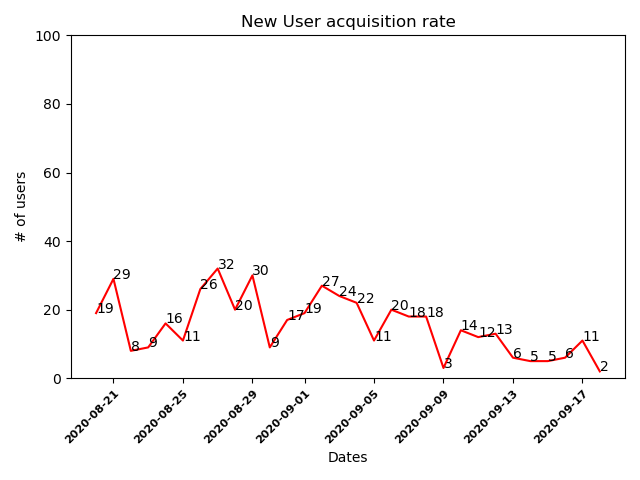 New User acquisition rate
100
80
60
40
20
0
# of users
19 29 8 9 16 11 26 32 20 30 9 17 19 27 24 22 11 20 18 18 3 14 12 13 6 5 5 6 11 2
2020-08-21 2020-08-25 2020-08-29 2020-09-01 2020-09-05 2020-09-09 2020-09-13 2020-09-17
Dates